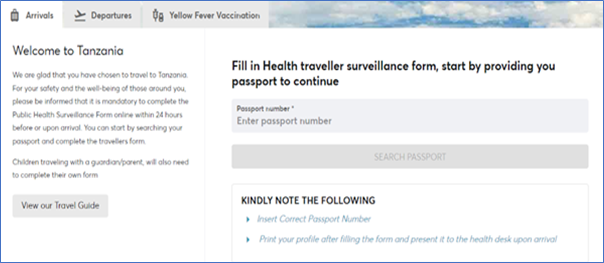 Arrivals
Departures
Yellow Fever Vaccination
Welcome to Tanzania
We are glad that you have chosen to travel to Tanzania.
For your safety and the well-being of those around you,
please be informed that it is mandatory to complete the
Public Health Surveillance Form online within 24 hours
before or upon arrival. You can start by searching your
passport and complete the travellers form.
Children traveling with a guardian/parent, will also need
to complete their own form
View our Travel Guide
Fill in Health traveller surveillance form, start by providing you
passport to continue
Passport number *
Enter passport number
SEARCH PASSPORT
KINDLY NOTE THE FOLLOWING
Insert Correct Passport Number
Print your profile after filling the form and present it to the health desk upon arrival